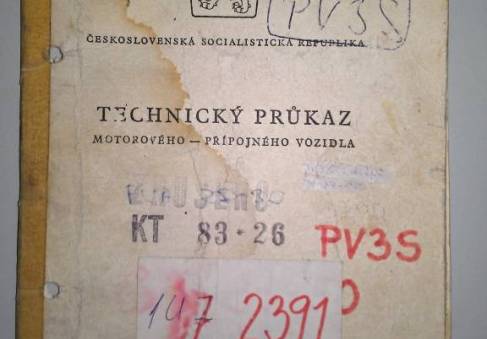 PV3S
ČESKOSLOVENSKÁ SOCIALISTICKÁ REPUBLIKA
TECHNICKÝ PRŮKAZ
MOTOROVÉHO — PŘÍPOJNÉHO VOZIDLA
KT 83-26 PV3S
147 2391